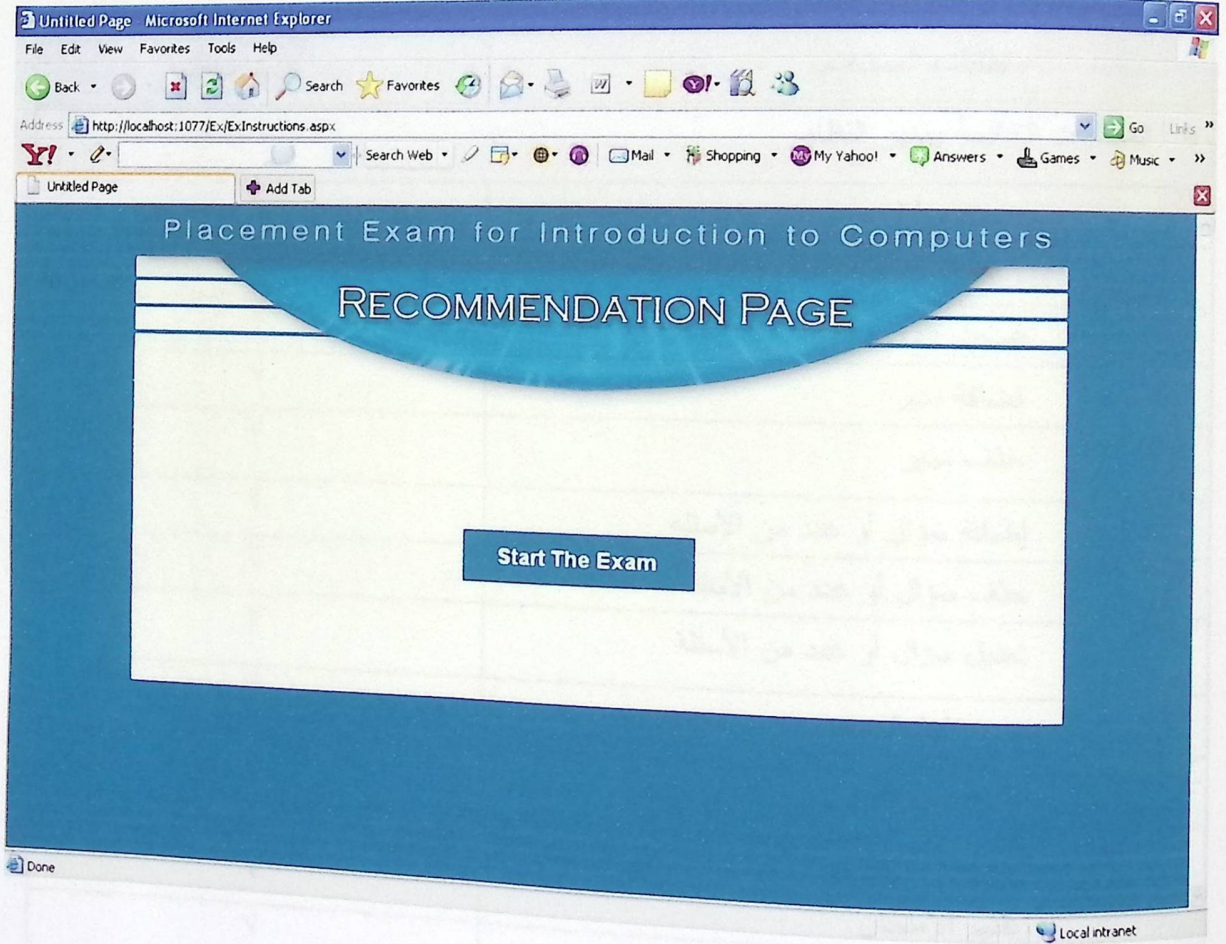 Untitled Page Microsoft Internet Explorer
File Edit View Favorites Tools Help
Back Search Favorites
Address http://localhost:1077/Ex/ExInstructions.aspx Go Links
Y! Search Web Mail Shopping My Yahoo! Answers Games Music
Untitled Page Add Tab
Placement Exam for Introduction to Computers
RECOMMENDATION PAGE
Start The Exam
Done
Local intranet